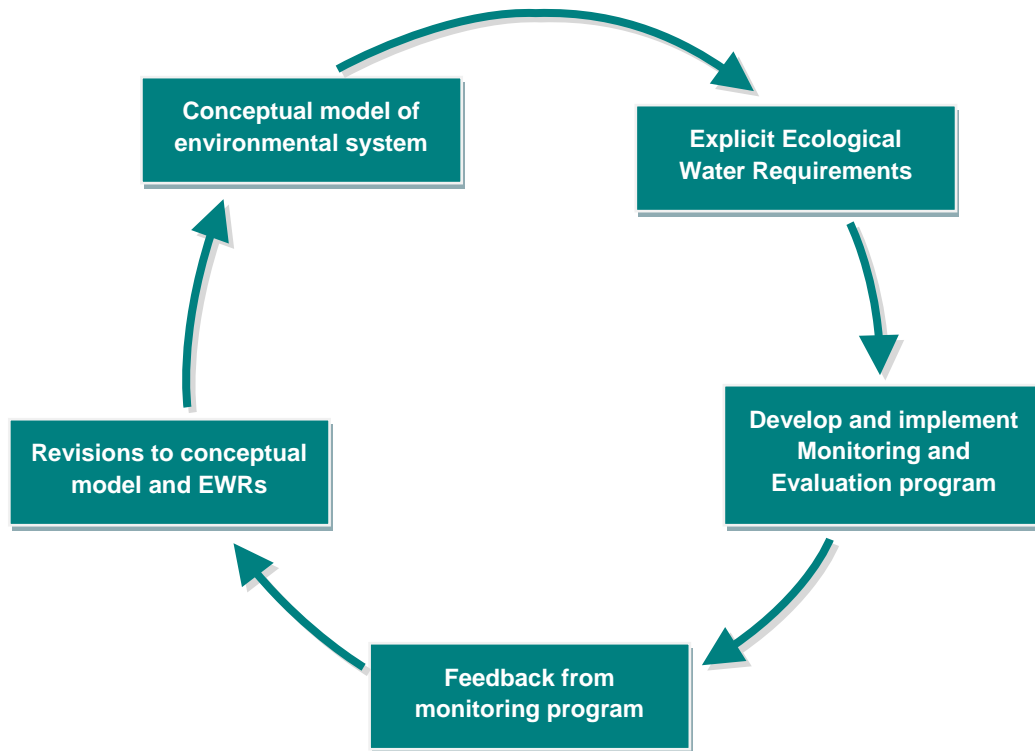 Conceptual model of
environmental system
Explicit Ecological
Water Requirements
Develop and implement
Monitoring and
Evaluation program
Feedback from
monitoring program
Revisions to conceptual
model and EWRs